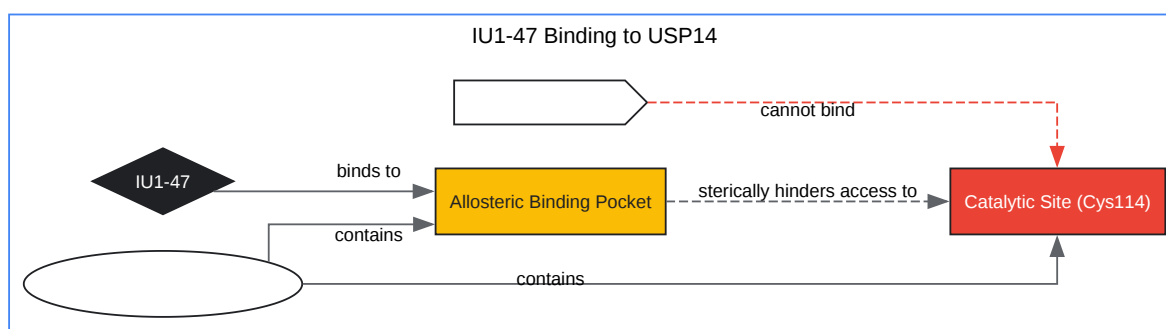 IU1-47 Binding to USP14
cannot bind
IU1-47
binds to
Allosteric Binding Pocket
sterically hinders access to
Catalytic Site (Cys114)
contains
contains